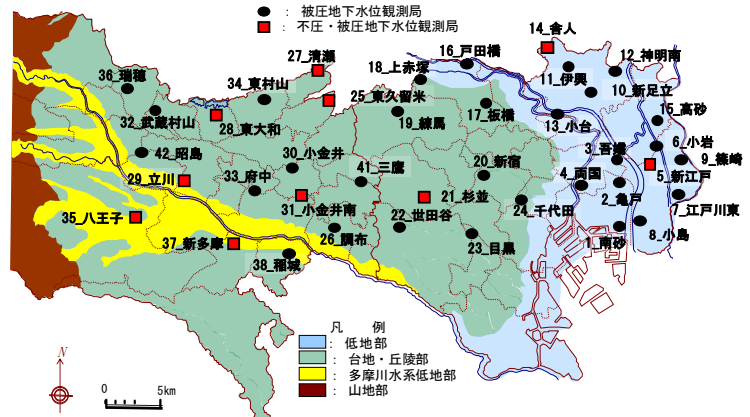 ● : 被圧地下水位観測局
■ : 不圧・被圧地下水位観測局
14_舎人
16_戸田橋
12_神明南
27_清瀬
18_上赤塚
11_伊興
36_瑞穂
34_東村山
10_新足立
25_東久留米
15_高砂
32_武蔵村山
28_東大和
19_練馬
17_板橋
13_小台
6_小岩
42_昭島
3_吾嬬
9_篠崎
30_小金井
41_三鷹
20_新宿
29_立川
33_府中
4_両国
5_新江戸
21_杉並
2_亀戸
35_八王子
31_小金井南
24_千代田
7_江戸川東
22_世田谷
26_調布
37_新多摩
23_目黒
1_南砂
8_小島
38_稲城
凡 例
: 低地部
: 台地・丘陵部
: 多摩川水系低地部
: 山地部
N
0 5km